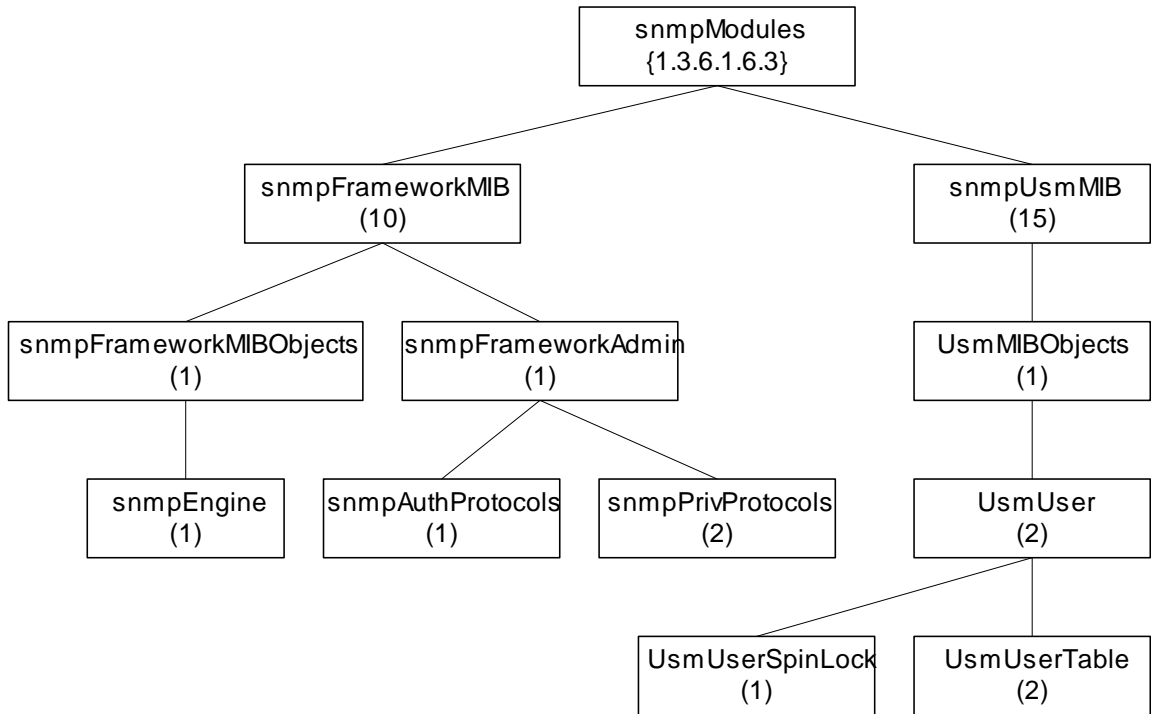 snmpModules
{1.3.6.1.6.3}
snmpFrameworkMIB
(10)
snmpUsmMIB
(15)
snmpFrameworkMIBObjects
(1)
snmpFrameworkAdmin
(1)
UsmMIBObjects
(1)
snmpEngine
(1)
snmpAuthProtocols
(1)
snmpPrivProtocols
(2)
UsmUser
(2)
UsmUserSpinLock
(1)
UsmUserTable
(2)